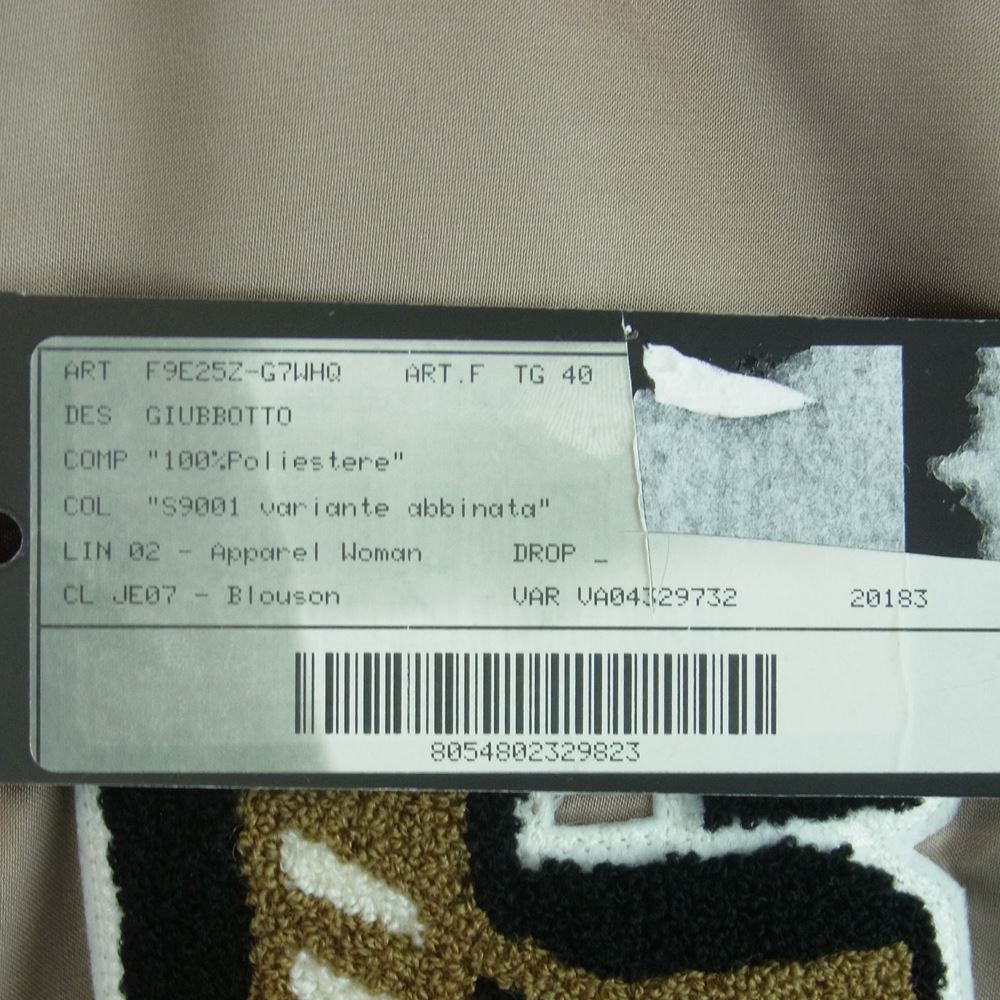 ART F9E25Z-G7WHQ ART.F TG 40
DES GIUBBOTTO
COMP "100%Poliestere"
COL "S9001 variante abbinata"
LIN 02 - Apparel Woman DROP _
CL JE07 - Blouson VAR VA04329732 20183
8054802329823